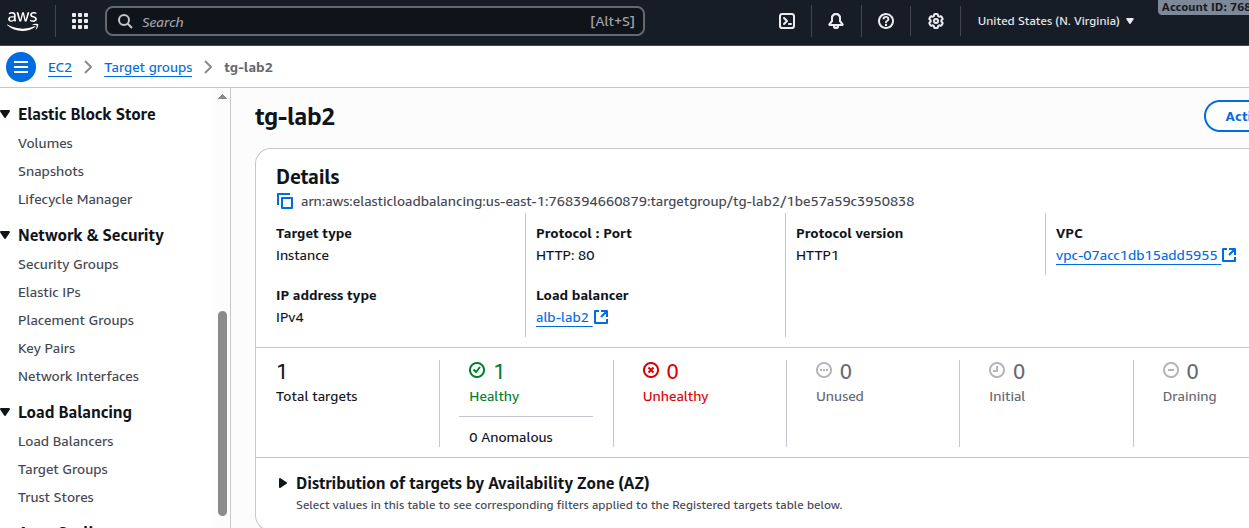 aws
Search [Alt+S]
United States (N. Virginia)
Account ID: 768
EC2 > Target groups > tg-lab2
Elastic Block Store
Volumes
Snapshots
Lifecycle Manager
Network & Security
Security Groups
Elastic IPs
Placement Groups
Key Pairs
Network Interfaces
Load Balancing
Load Balancers
Target Groups
Trust Stores
tg-lab2
Acti
Details
arn:aws:elasticloadbalancing:us-east-1:768394660879:targetgroup/tg-lab2/1be57a59c3950838
Target type
Instance
Protocol : Port
HTTP: 80
Protocol version
HTTP1
VPC
vpc-07acc1db15add5955
IP address type
IPv4
Load balancer
alb-lab2
1
Total targets
1
Healthy
0 Anomalous
0
Unhealthy
0
Unused
0
Initial
0
Draining
Distribution of targets by Availability Zone (AZ)
Select values in this table to see corresponding filters applied to the Registered targets table below.